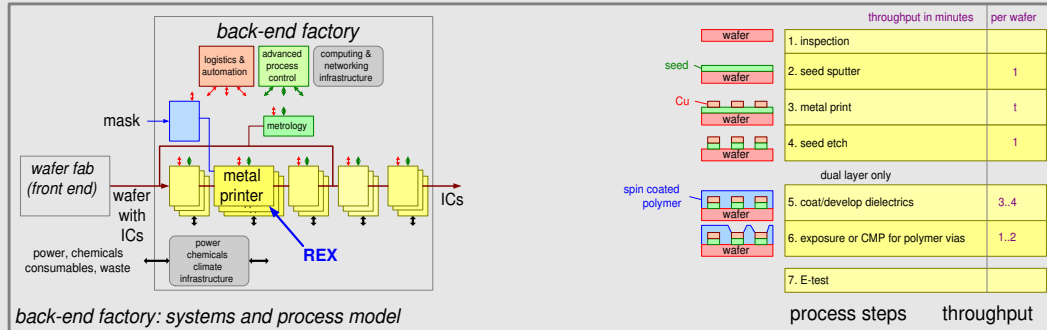 back-end factory
logistics &
automation
advanced
process
control
computing &
networking
infrastructure
mask
metrology
wafer fab
(front end)
metal
printer
wafer
with
ICs
ICs
REX
power, chemicals
consumables, waste
power
chemicals
climate
infrastructure
back-end factory: systems and process model
throughput in minutes per wafer
wafer 1. inspection
seed
wafer 2. seed sputter 1
Cu
wafer 3. metal print t
wafer 4. seed etch 1
dual layer only
spin coated
polymer
wafer 5. coat/develop dielectrics 3..4
wafer 6. exposure or CMP for polymer vias 1..2
7. E-test
process steps throughput